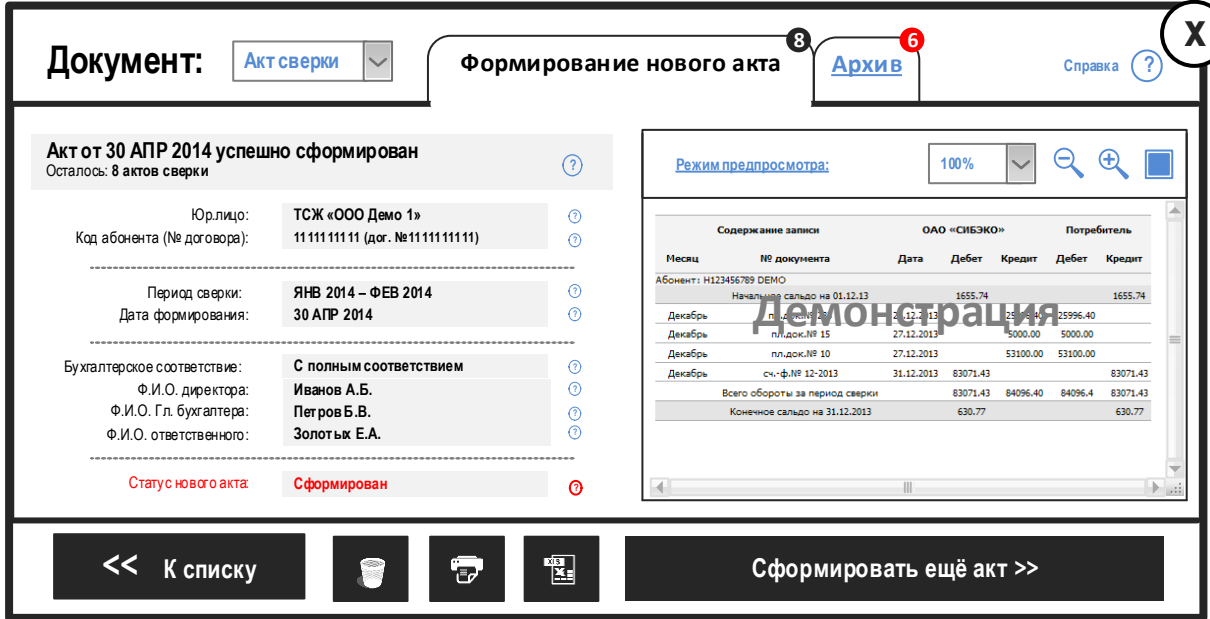 Документ:
Акт сверки
Формирование нового акта
8
Архив
6
Справка
?
X
Акт от 30 АПР 2014 успешно сформирован
Осталось: 8 актов сверки
?
Юр.лицо: ТСЖ «ООО Демо 1» ?
Код абонента (№ договора): 1111111111 (дог. №1111111111) ?
Период сверки: ЯНВ 2014 – ФЕВ 2014 ?
Дата формирования: 30 АПР 2014 ?
Бухгалтерское соответствие: С полным соответствием ?
Ф.И.О. директора: Иванов А.Б. ?
Ф.И.О. Гл. бухгалтера: Петров Б.В. ?
Ф.И.О. ответственного: Золотых Е.А. ?
Статус нового акта: Сформирован ?
Режим предпросмотра:
100%
Содержание записи ОАО «СИБЭКО» Потребитель
Месяц № документа Дата Дебет Кредит Дебет Кредит
Абонент: Н123456789 DEMO
Начальное сальдо на 01.12.13 1655.74 1655.74
Декабрь 25996.40
Декабрь пл.док.№ 15 27.12.2013 5000.00 5000.00
Декабрь пл.док.№ 10 27.12.2013 53100.00 53100.00
Декабрь сч.-ф.№ 12-2013 31.12.2013 83071.43 83071.43
Всего обороты за период сверки 83071.43 84096.40 84096.4 83071.43
Конечное сальдо на 31.12.2013 630.77 630.77
Демонстрация
<< К списку
XlS
Сформировать ещё акт >>